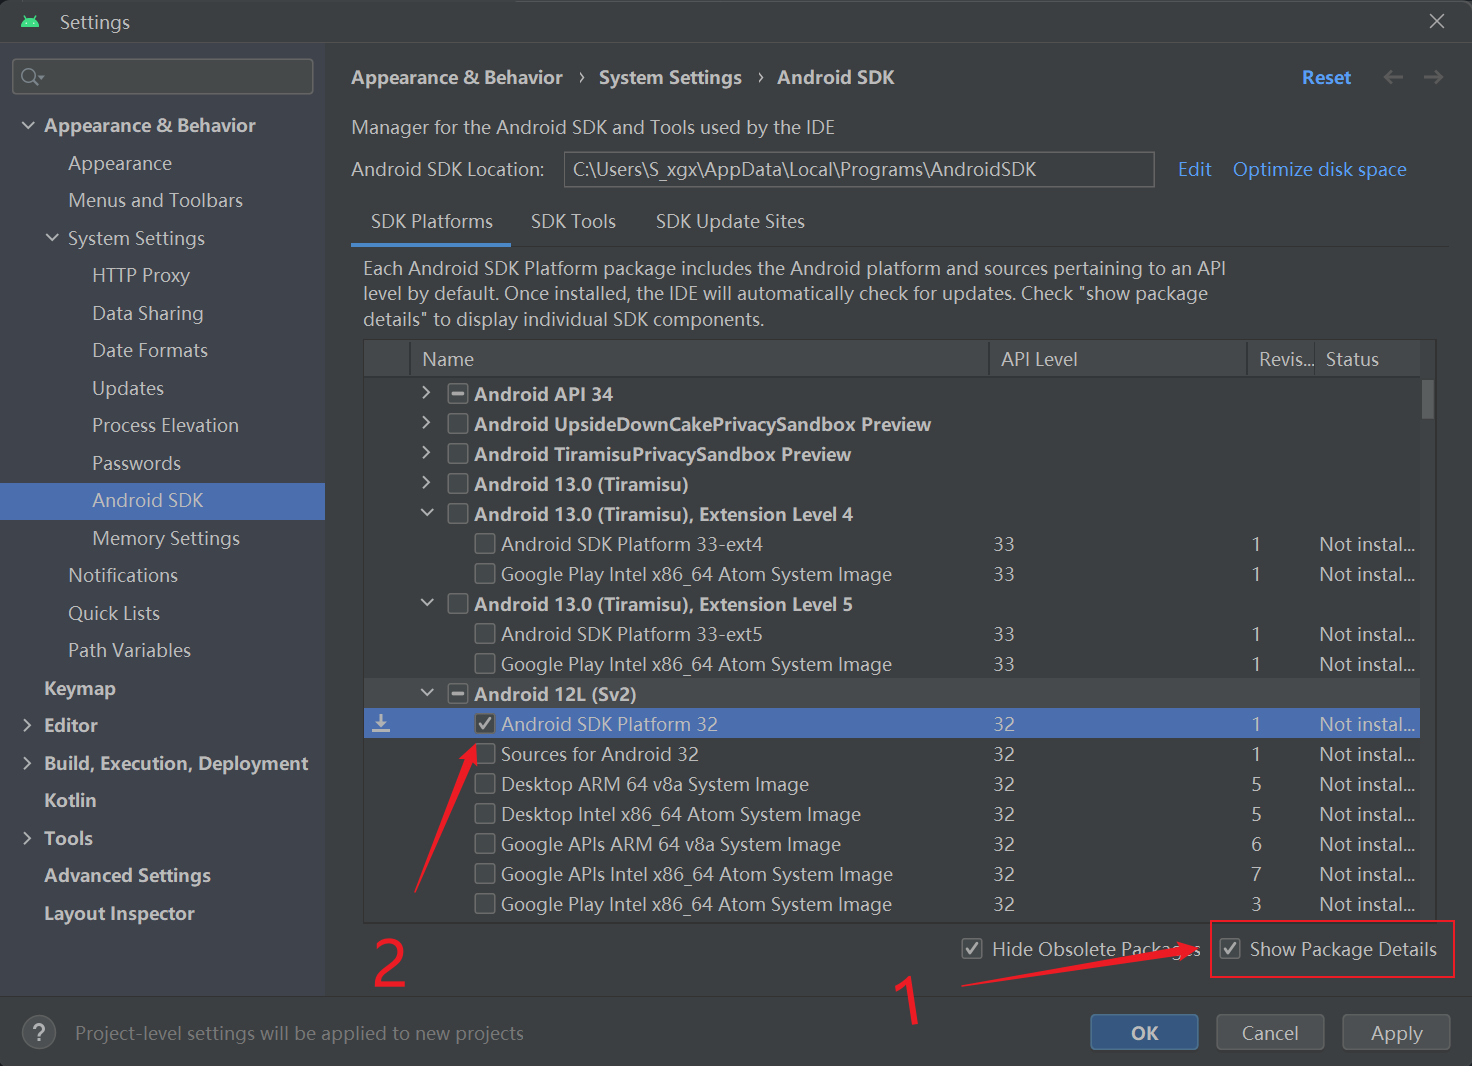 Settings
Appearance & Behavior
Appearance
Menus and Toolbars
System Settings
HTTP Proxy
Data Sharing
Date Formats
Updates
Process Elevation
Passwords
Android SDK
Memory Settings
Notifications
Quick Lists
Path Variables
Keymap
Editor
Build, Execution, Deployment
Kotlin
Tools
Advanced Settings
Layout Inspector
Appearance & Behavior › System Settings › Android SDK
Reset
Manager for the Android SDK and Tools used by the IDE
Android SDK Location: C:\Users\S_xgx\AppData\Local\Programs\AndroidSDK Edit Optimize disk space
SDK Platforms SDK Tools SDK Update Sites
Each Android SDK Platform package includes the Android platform and sources pertaining to an API
level by default. Once installed, the IDE will automatically check for updates. Check "show package
details" to display individual SDK components.
Name API Level Revis... Status
Android API 34
Android UpsideDownCakePrivacySandbox Preview
Android TiramisuPrivacySandbox Preview
Android 13.0 (Tiramisu)
Android 13.0 (Tiramisu), Extension Level 4
Android SDK Platform 33-ext4 33 1 Not instal...
Google Play Intel x86_64 Atom System Image 33 1 Not instal...
Android 13.0 (Tiramisu), Extension Level 5
Android SDK Platform 33-ext5 33 1 Not instal...
Google Play Intel x86_64 Atom System Image 33 1 Not instal...
Android 12L (Sv2)
Android SDK Platform 32 32 1 Not instal...
Sources for Android 32 32 1 Not instal...
Desktop ARM 64 v8a System Image 32 5 Not instal...
Desktop Intel x86_64 Atom System Image 32 5 Not instal...
Google APIs ARM 64 v8a System Image 32 6 Not instal...
Google APIs Intel x86_64 Atom System Image 32 7 Not instal...
Google Play Intel x86_64 Atom System Image 32 3 Not instal...
Hide Obsolete Packages Show Package Details
2
1
? Project-level settings will be applied to new projects
OK Cancel Apply